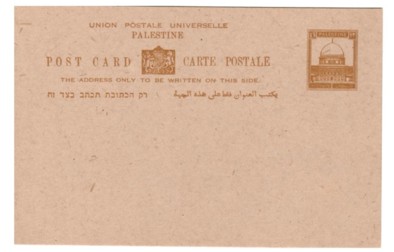 UNION POSTALE UNIVERSELLE
PALESTINE
POST CARD CARTE POSTALE
THE ADDRESS ONLY TO BE WRITTEN ON THIS SIDE.
רק הכתובת תכתב בצד זה يكتب العنوان فقط على هذه الجهة
PALESTINE